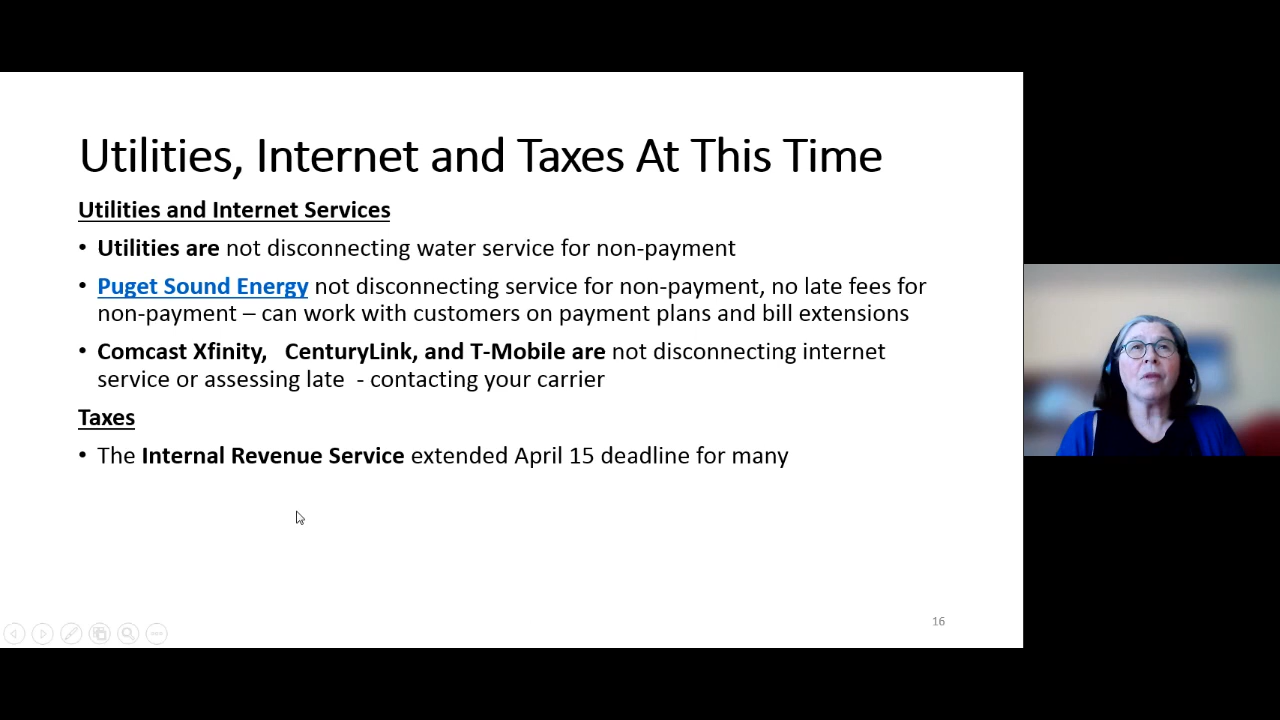 Utilities, Internet and Taxes At This Time
Utilities and Internet Services
• Utilities are not disconnecting water service for non-payment
• Puget Sound Energy not disconnecting service for non-payment, no late fees for
non-payment – can work with customers on payment plans and bill extensions
• Comcast Xfinity,   CenturyLink, and T-Mobile are not disconnecting internet
service or assessing late  - contacting your carrier
Taxes
• The Internal Revenue Service extended April 15 deadline for many
16